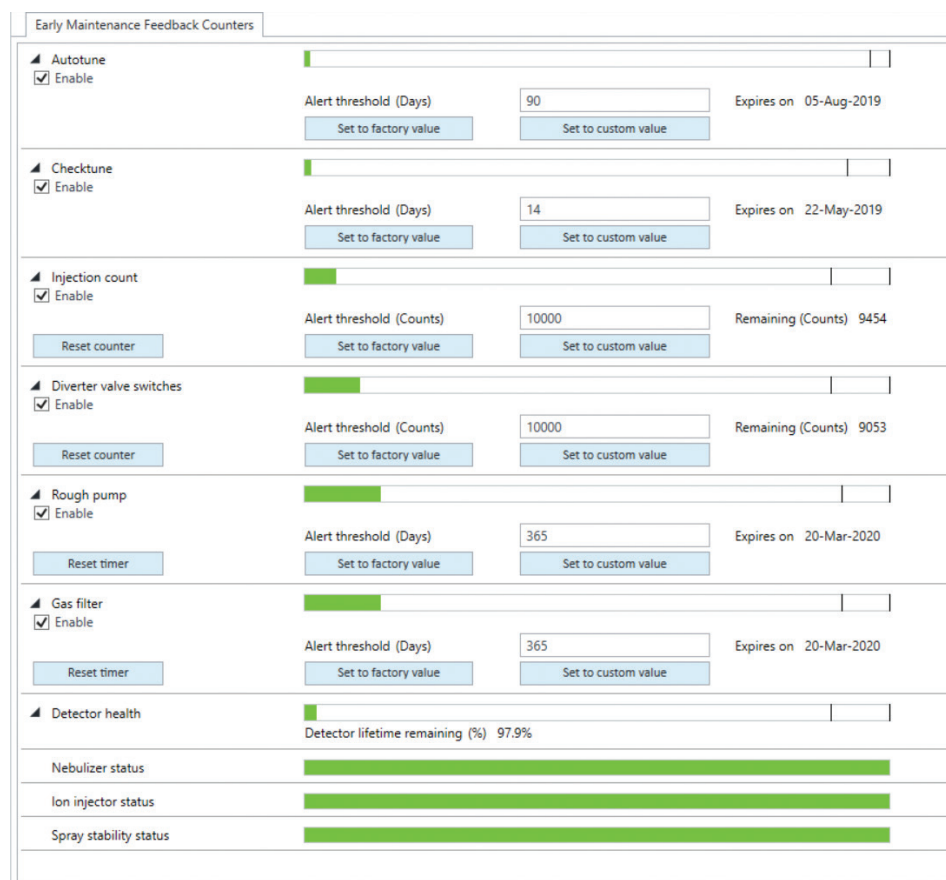 Early Maintenance Feedback Counters
Autotune
Enable
Alert threshold (Days) 90 Expires on 05-Aug-2019
Set to factory value Set to custom value
Checktune
Enable
Alert threshold (Days) 14 Expires on 22-May-2019
Set to factory value Set to custom value
Injection count
Enable
Alert threshold (Counts) 10000 Remaining (Counts) 9454
Reset counter Set to factory value Set to custom value
Diverter valve switches
Enable
Alert threshold (Counts) 10000 Remaining (Counts) 9053
Reset counter Set to factory value Set to custom value
Rough pump
Enable
Alert threshold (Days) 365 Expires on 20-Mar-2020
Reset timer Set to factory value Set to custom value
Gas filter
Enable
Alert threshold (Days) 365 Expires on 20-Mar-2020
Reset timer Set to factory value Set to custom value
Detector health
Detector lifetime remaining (%) 97.9%
Nebulizer status
Ion injector status
Spray stability status